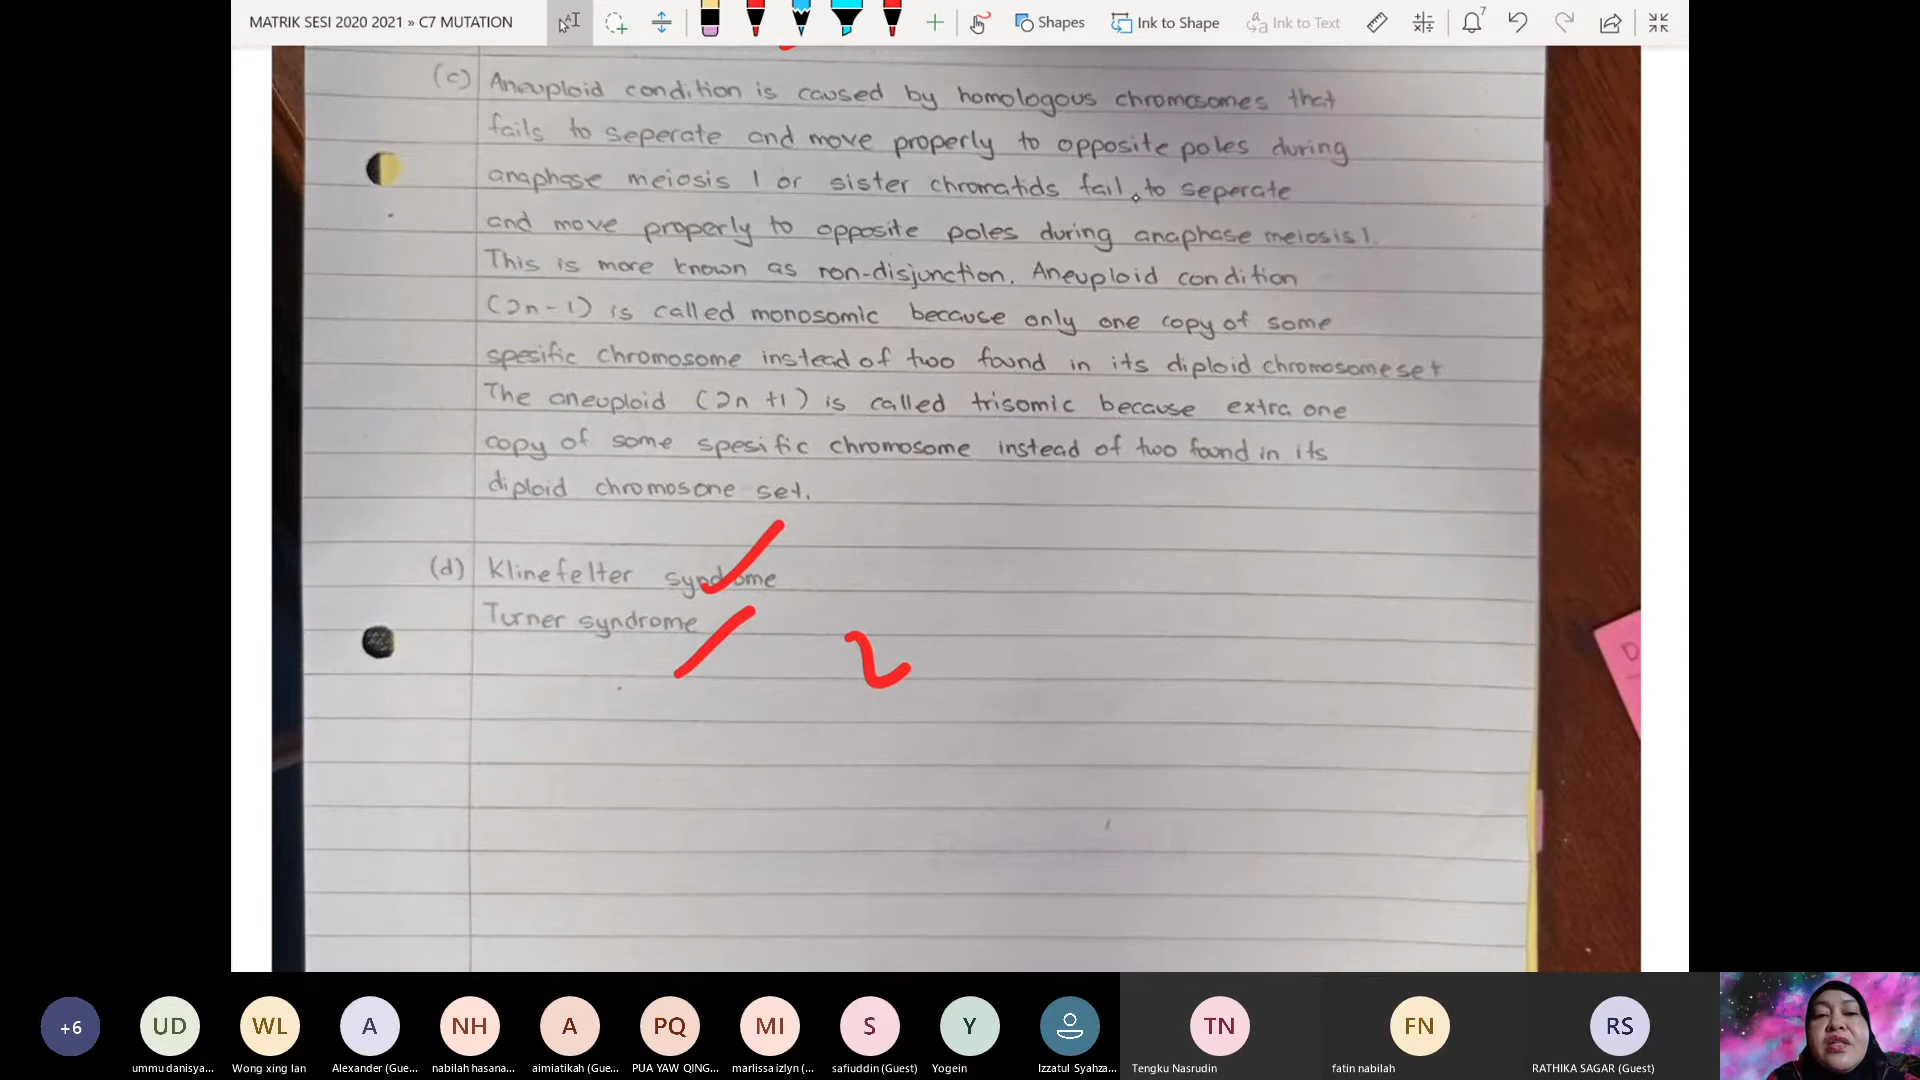 MATRIK SESI 2020 2021 » C7 MUTATION
Shapes
Ink to Shape
Ink to Text
7
(c) Aneuploid condition is caused by homologous chromosomes that
fails to seperate and move properly to opposite poles during
anaphase meiosis I or sister chromatids fail to seperate
and move properly to opposite poles during anaphase meiosis I.
This is more known as non-disjunction. Aneuploid condition
(2n-1) is called monosomic because only one copy of some
spesific chromosome instead of two found in its diploid chromosome set
The aneuploid (2n+1) is called trisomic because extra one
copy of some spesific chromosome instead of two found in its
diploid chromosone set.
(d) Klinefelter syndrome
Turner syndrome
2
D
+6
UD
WL
A
NH
A
PQ
MI
S
Y
TN
FN
RS
ummu danisya...
Wong xing lan
Alexander (Gue...
nabilah hasana...
aimiatikah (Gue...
PUA YAW QING...
marlissa izlyn (...
safiuddin (Guest)
Yogein
Izzatul Syahza...
Tengku Nasrudin
fatin nabilah
RATHIKA SAGAR (Guest)